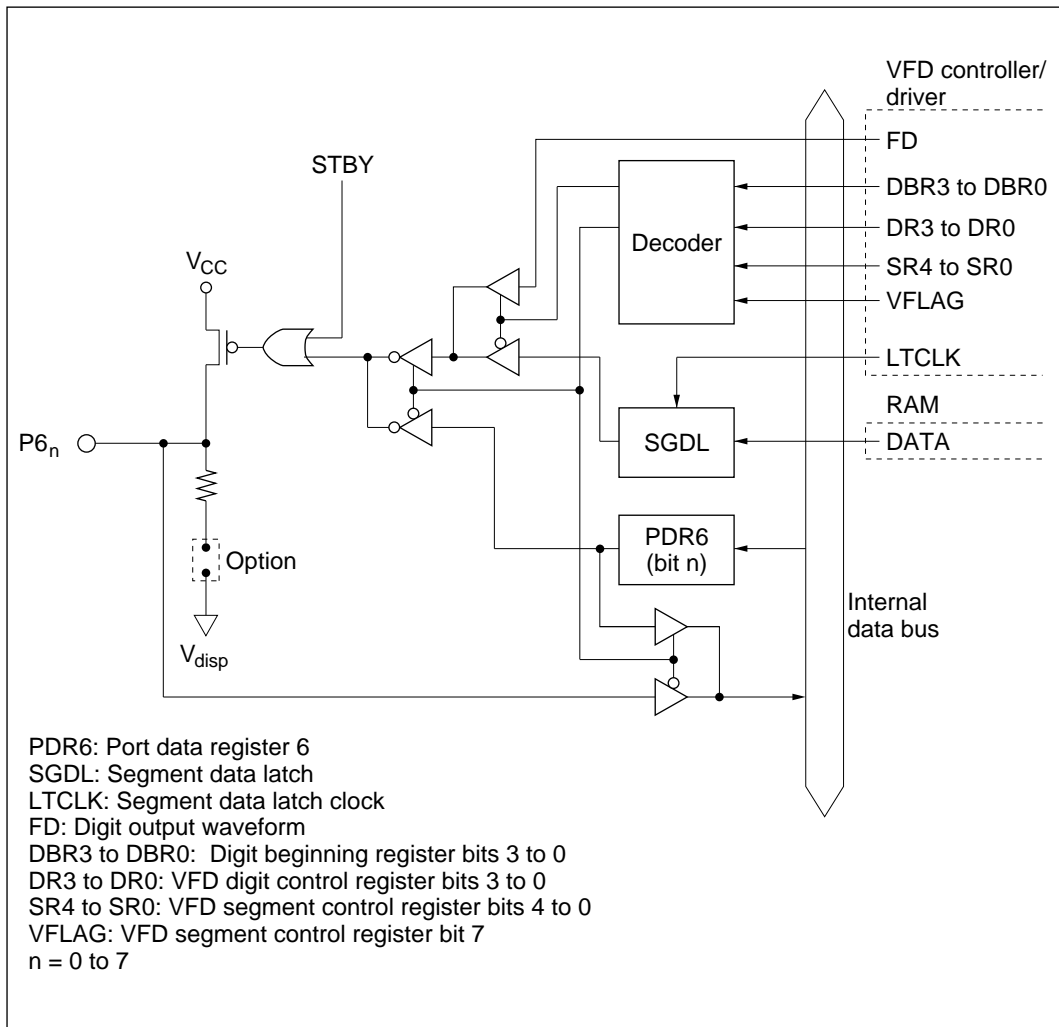 VFD controller/
driver
FD
STBY
DBR3 to DBR0
Decoder
DR3 to DR0
SR4 to SR0
VCC
VFLAG
LTCLK
RAM
P6n
SGDL
DATA
PDR6
(bit n)
Option
Internal
data bus
Vdisp
PDR6: Port data register 6
SGDL: Segment data latch
LTCLK: Segment data latch clock
FD: Digit output waveform
DBR3 to DBR0:  Digit beginning register bits 3 to 0
DR3 to DR0: VFD digit control register bits 3 to 0
SR4 to SR0: VFD segment control register bits 4 to 0
VFLAG: VFD segment control register bit 7
n = 0 to 7